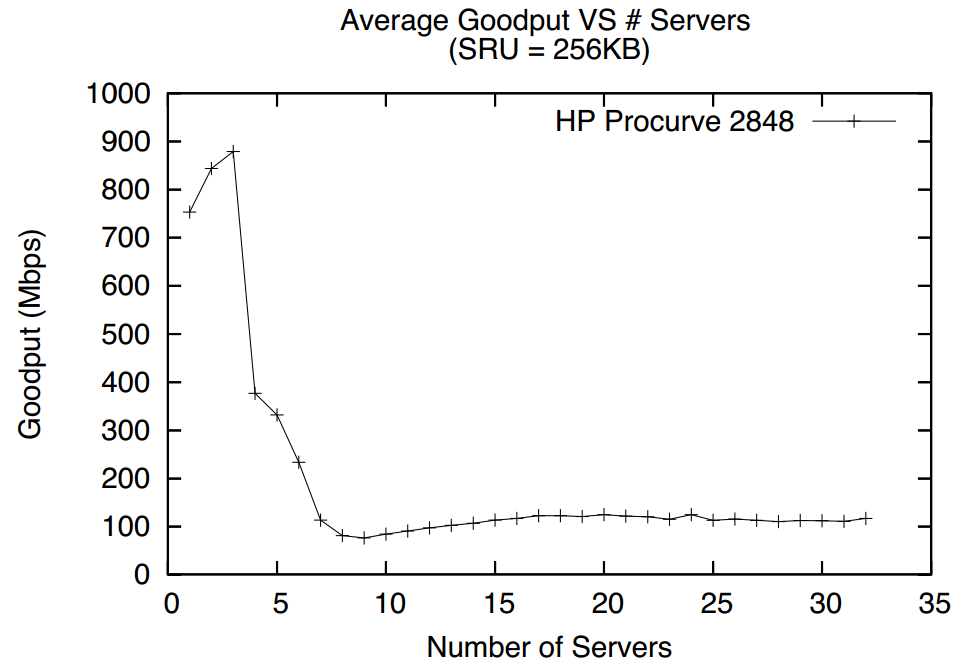 Average Goodput VS # Servers
(SRU = 256KB)
HP Procurve 2848
1000
900
800
700
600
500
400
300
200
100
0
Goodput (Mbps)
0 5 10 15 20 25 30 35
Number of Servers